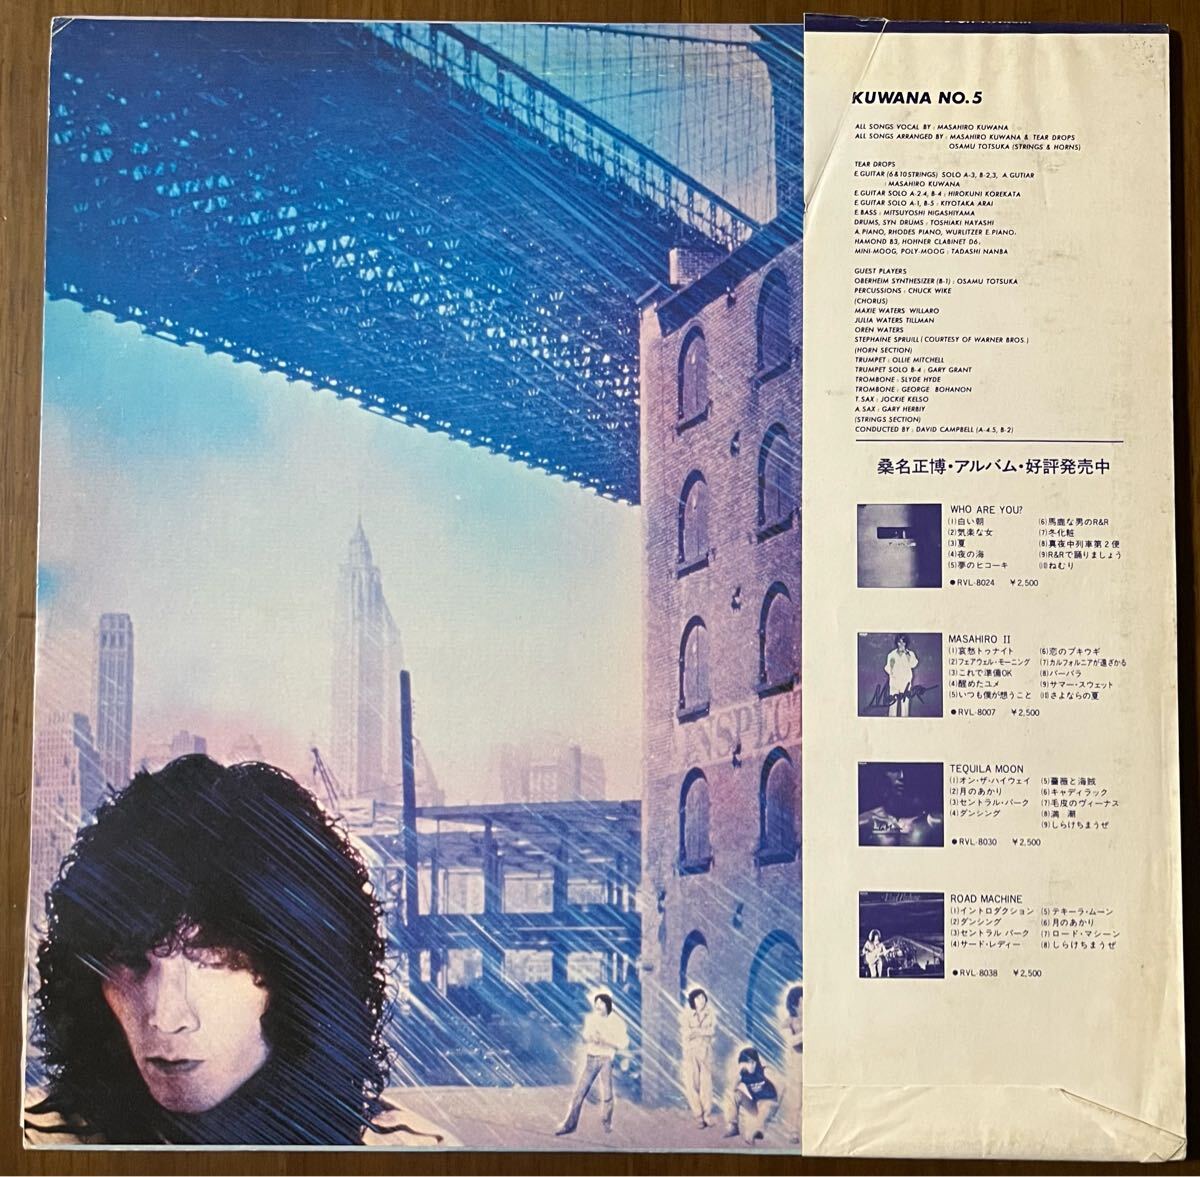 KUWANA NO.5
ALL SONGS VOCAL BY : MASAHIRO KUWANA
ALL SONGS ARRANGED BY : MASAHIRO KUWANA & TEAR DROPS
OSAMU TOTSUKA (STRINGS & HORNS)
TEAR DROPS
E.GUITAR (6 & 10 STRINGS) SOLO A-3, B-2,3, A.GUTIAR
: MASAHIRO KUWANA
E.GUITAR SOLO A-2.4, B-4 : HIROKUNI KOREKATA
E.GUITAR SOLO A-1, B-5 : KIYOTAKA ARAI
E.BASS : MITSUYOSHI HIGASHIYAMA
DRUMS, SYN DRUMS : TOSHIAKI HAYASHI
A.PIANO, RHODES PIANO, WURLITZER E.PIANO,
HAMOND B3, HOHNER CLABINET D6,
MINI-MOOG, POLY-MOOG : TADASHI NANBA
GUEST PLAYERS
OBERHEIM SYNTHESIZER (B-1) : OSAMU TOTSUKA
PERCUSSIONS : CHUCK WIKE
(CHORUS)
MAXIE WATERS WILLARO
JULIA WATERS TILLMAN
OREN WATERS
STEPHAINE SPRUILL ( COURTESY OF WARNER BROS.)
(HORN SECTION)
TRUMPET : OLLIE MITCHELL
TRUMPET SOLO B-4 : GARY GRANT
TROMBONE : SLYDE HYDE
TROMBONE : GEORGE BOHANON
T.SAX : JOCKIE KELSO
A.SAX : GARY HERBIY
(STRINGS SECTION)
CONDUCTED BY : DAVID CAMPBELL (A-4.5, B-2)
桑名正博・アルバム・好評発売中
WHO ARE YOU?
(1)白い朝 (6)馬鹿な男のR&R
(2)気楽な女 (7)冬化粧
(3)夏 (8)真夜中列車第2便
(4)夜の海 (9)R&Rで踊りましょう
(5)夢のヒコーキ (10)ねむり
●RVL-8024 ¥2,500
MASAHIRO II
(1)哀愁トゥナイト (6)恋のブキウギ
(2)フェアウェル・モーニング (7)カルフォルニアが遠ざかる
(3)これで準備OK (8)バーバラ
(4)醒めたユメ (9)サマー・スウェット
(5)いつも僕が想うこと (10)さよならの夏
●RVL-8007 ¥2,500
TEQUILA MOON
(1)オン・ザ・ハイウェイ (5)薔薇と海賊
(2)月のあかり (6)キャディラック
(3)セントラル・パーク (7)毛皮のヴィーナス
(4)ダンシング (8)満 潮
(9)しらけちまうぜ
●RVL-8030 ¥2,500
ROAD MACHINE
(1)イントロダクション (5)テキーラ・ムーン
(2)ダンシング (6)月のあかり
(3)セントラル パーク (7)ロード・マシーン
(4)サード・レディー (8)しらけちまうぜ
●RVL-8038 ¥2,500